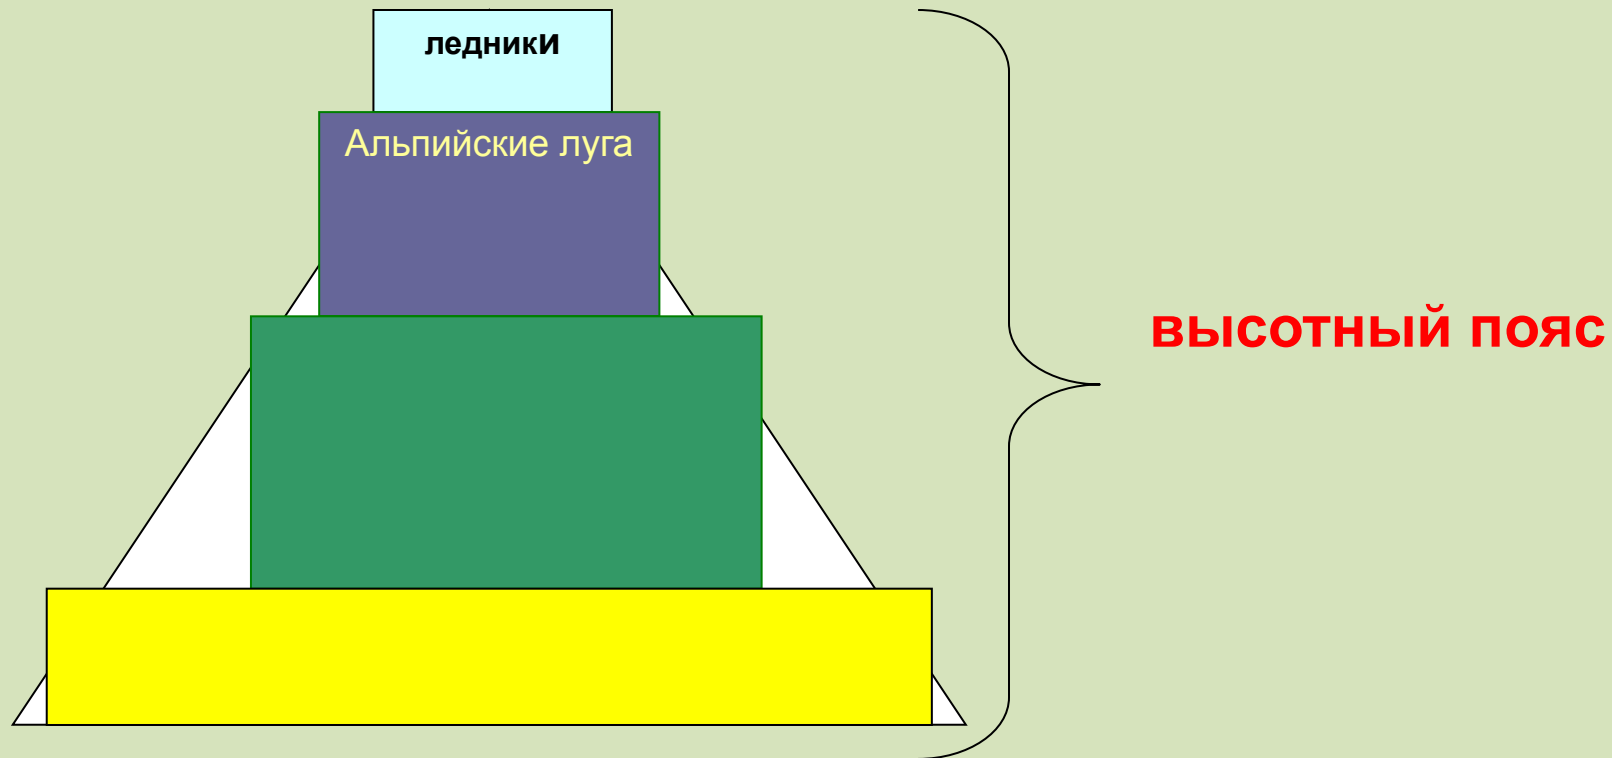 ледники
Альпийские луга
высотный пояс